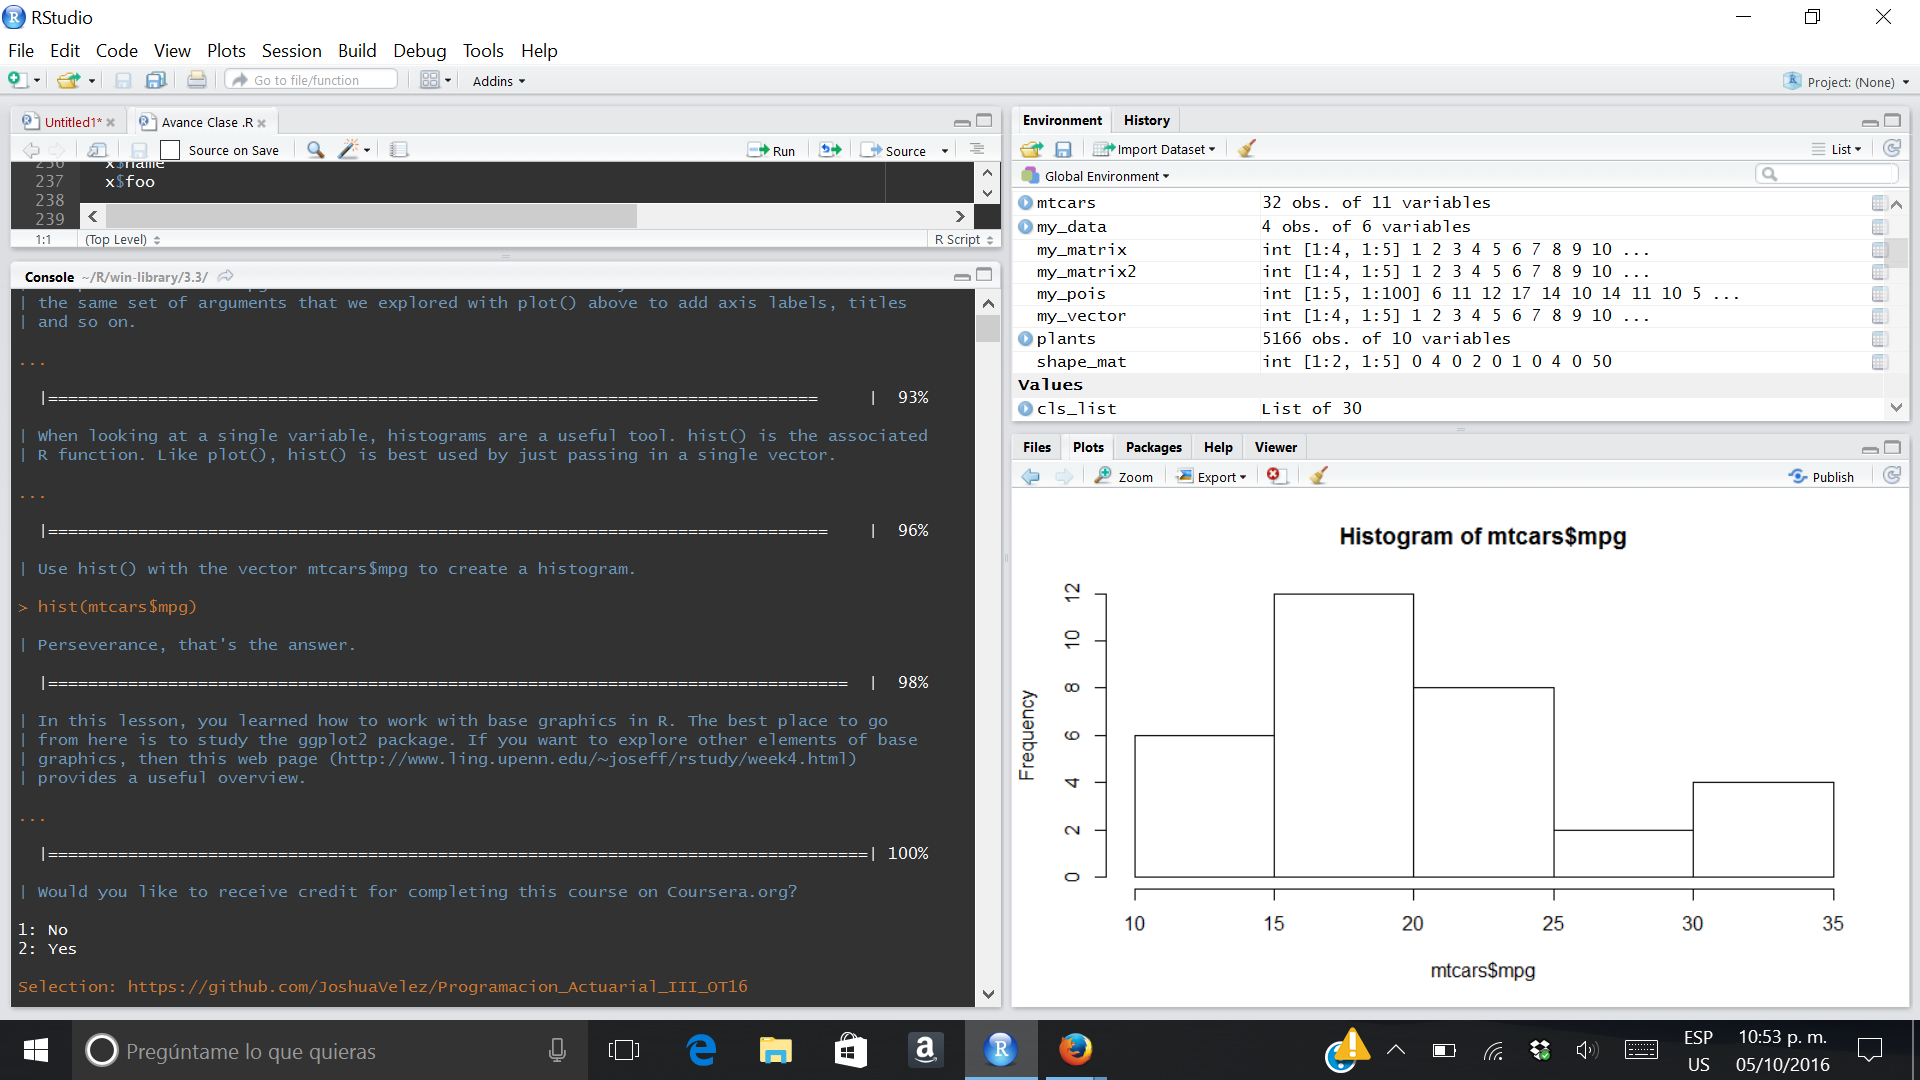 RStudio
File Edit Code View Plots Session Build Debug Tools Help
Go to file/function Addins Project: (None)
Untitled1* Avance Clase .R
Source on Save Run Source
236 x$name
237 x$foo
238
239
1:1 (Top Level) R Script
Console ~/R/win-library/3.3/
| the same set of arguments that we explored with plot() above to add axis labels, titles
| and so on.
...
|=============================================================================     |  93%
| When looking at a single variable, histograms are a useful tool. hist() is the associated
| R function. Like plot(), hist() is best used by just passing in a single vector.
...
|==============================================================================    |  96%
| Use hist() with the vector mtcars$mpg to create a histogram.
> hist(mtcars$mpg)
| Perseverance, that's the answer.
|================================================================================  |  98%
| In this lesson, you learned how to work with base graphics in R. The best place to go
| from here is to study the ggplot2 package. If you want to explore other elements of base
| graphics, then this web page (http://www.ling.upenn.edu/~joseff/rstudy/week4.html)
| provides a useful overview.
...
|==================================================================================| 100%
| Would you like to receive credit for completing this course on Coursera.org?
1: No
2: Yes
Selection: https://github.com/JoshuaVelez/Programacion_Actuarial_III_OT16
Environment History
Import Dataset List
Global Environment
mtcars 32 obs. of 11 variables
my_data 4 obs. of 6 variables
my_matrix int [1:4, 1:5] 1 2 3 4 5 6 7 8 9 10 ...
my_matrix2 int [1:4, 1:5] 1 2 3 4 5 6 7 8 9 10 ...
my_pois int [1:5, 1:100] 6 11 12 17 14 10 14 11 10 5 ...
my_vector int [1:4, 1:5] 1 2 3 4 5 6 7 8 9 10 ...
plants 5166 obs. of 10 variables
shape_mat int [1:2, 1:5] 0 4 0 2 0 1 0 4 0 50
Values
cls_list List of 30
Files Plots Packages Help Viewer
Zoom Export Publish
Histogram of mtcars$mpg
Frequency
12
10
8
6
4
2
0
10 15 20 25 30 35
mtcars$mpg
Pregúntame lo que quieras
ESP 10:53 p. m.
US 05/10/2016